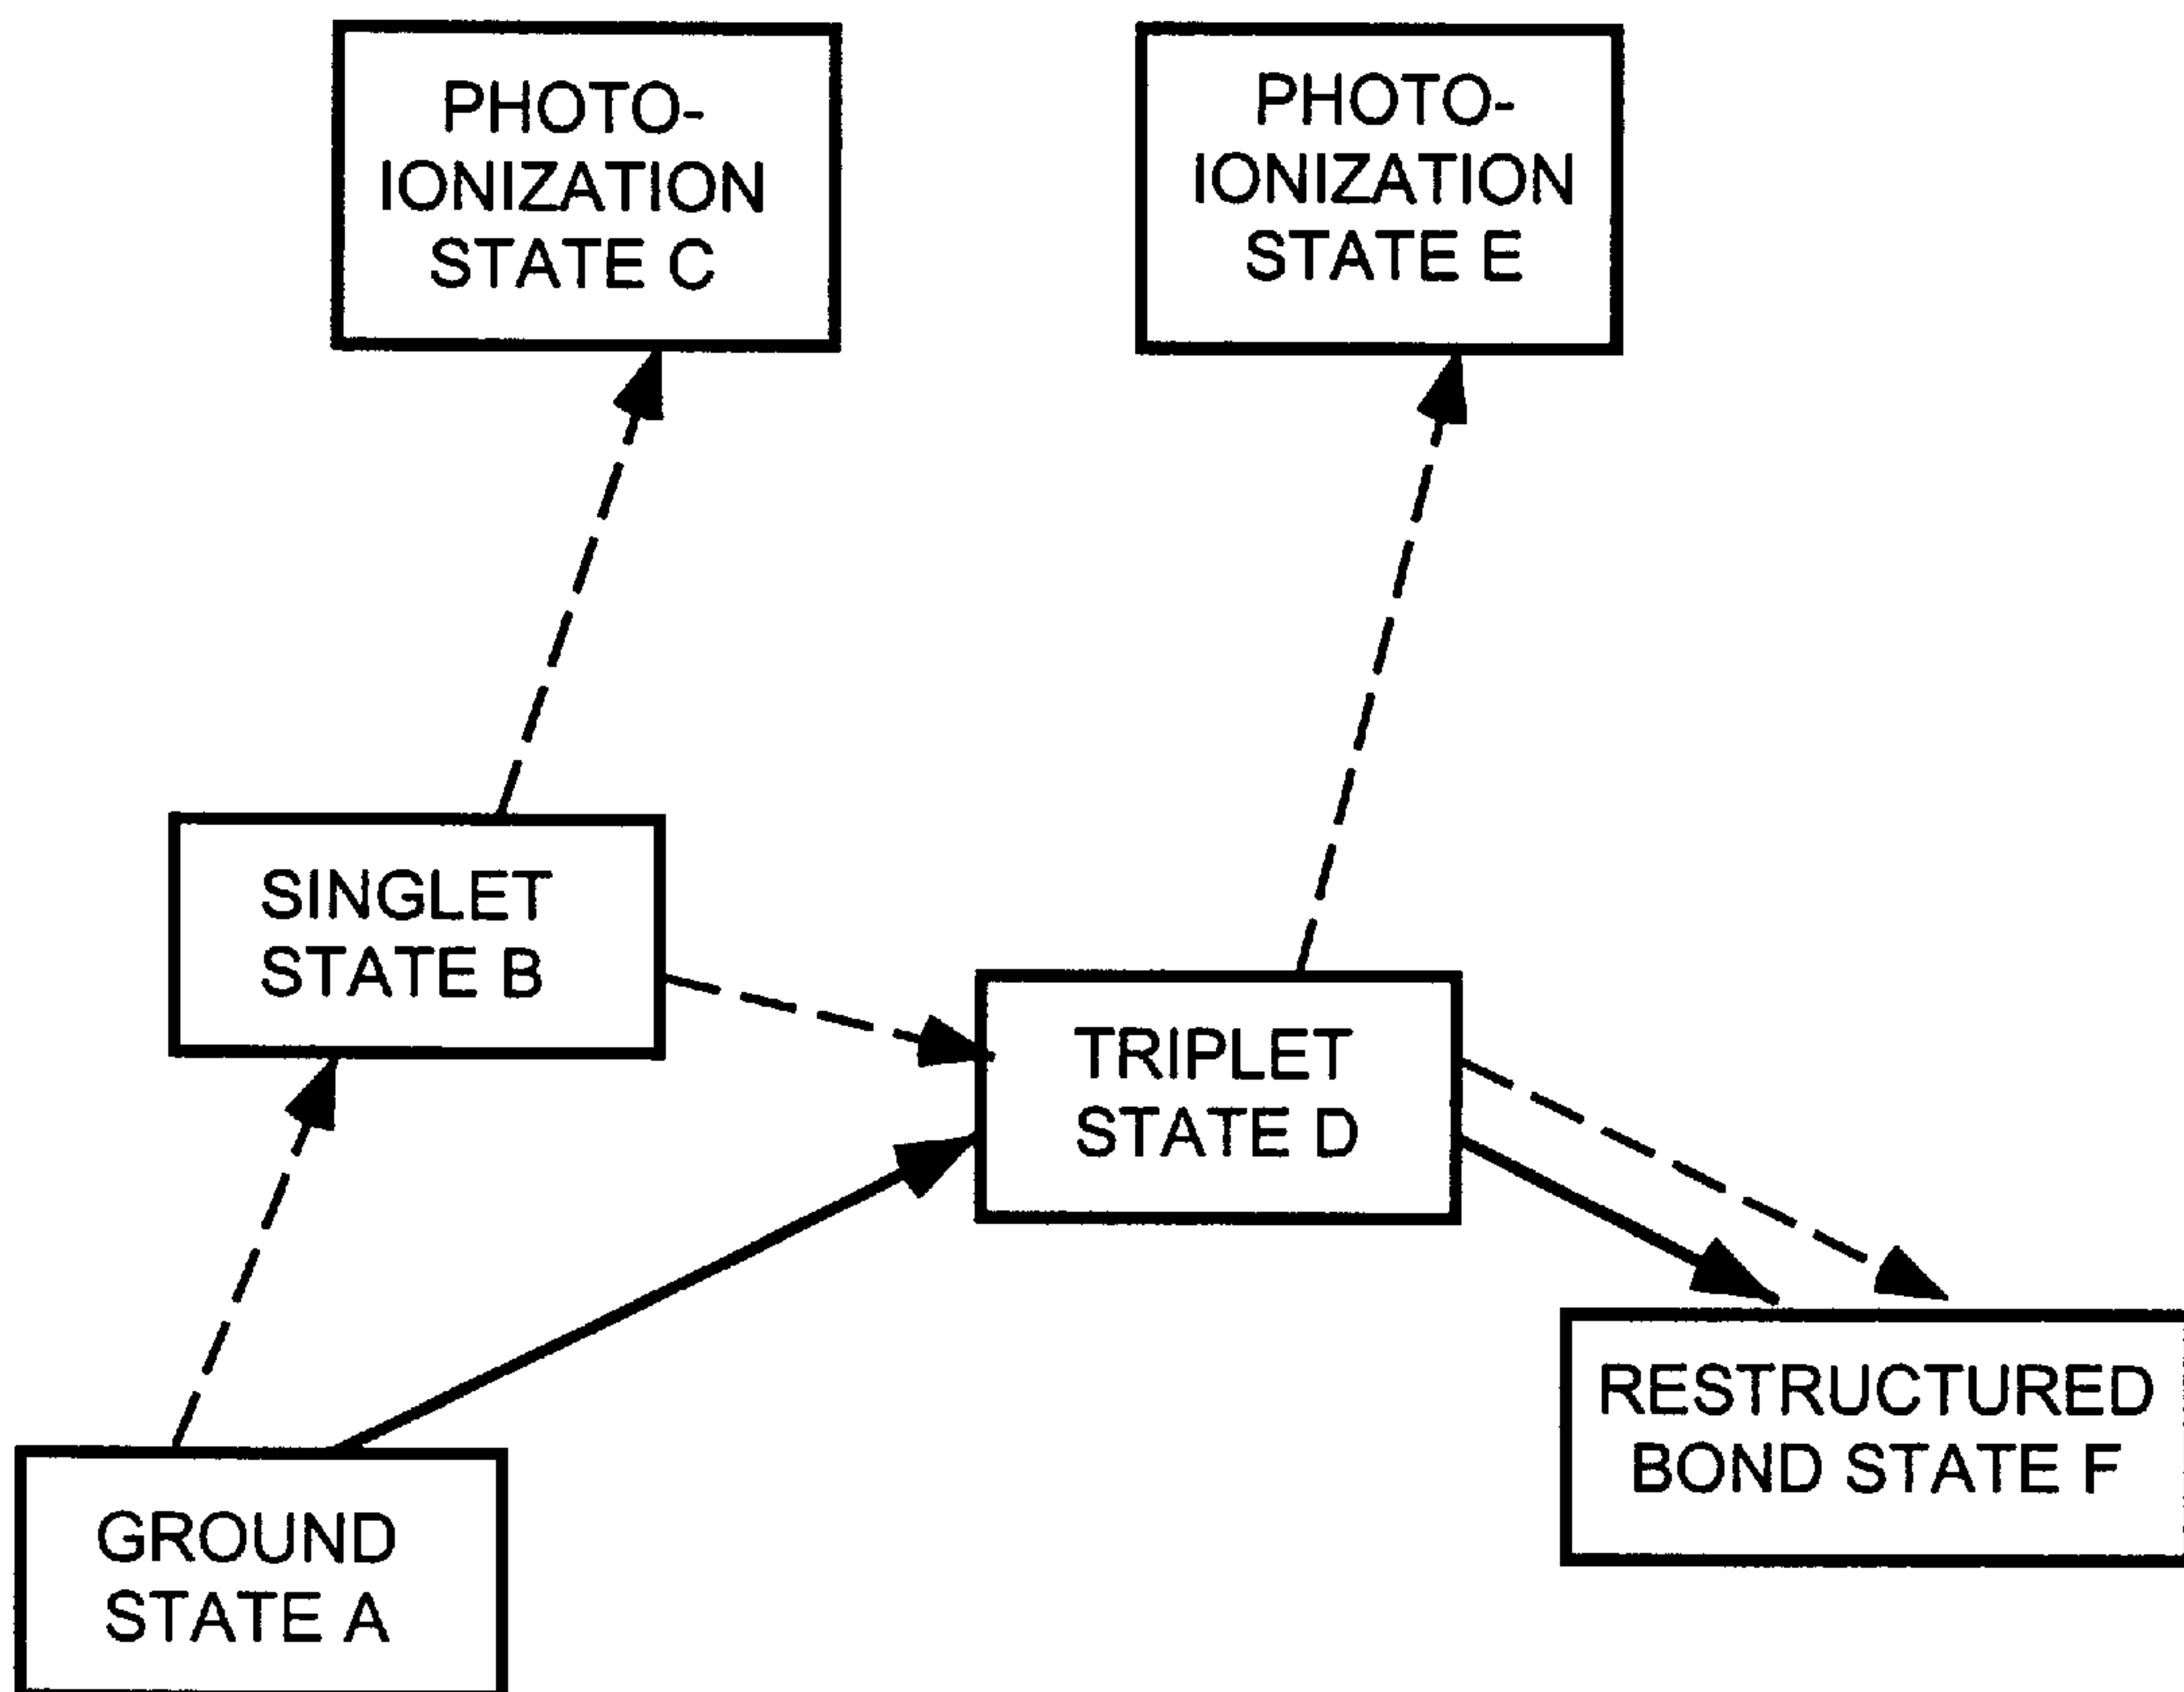 PHOTO-
IONIZATION
STATE C
PHOTO-
IONIZATION
STATE E
SINGLET
STATE B
TRIPLET
STATE D
RESTRUCTURED
BOND STATE F
GROUND
STATE A